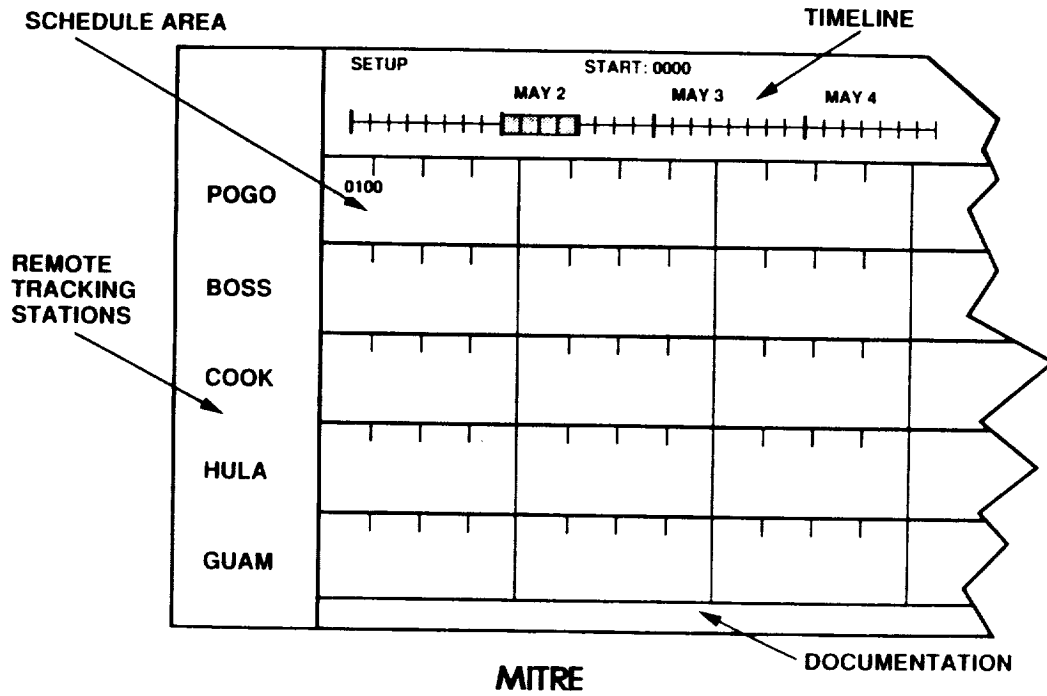 SCHEDULE AREA
TIMELINE
SETUP START: 0000
MAY 2 MAY 3 MAY 4
0100
POGO
REMOTE
TRACKING
STATIONS
BOSS
COOK
HULA
GUAM
DOCUMENTATION
MITRE